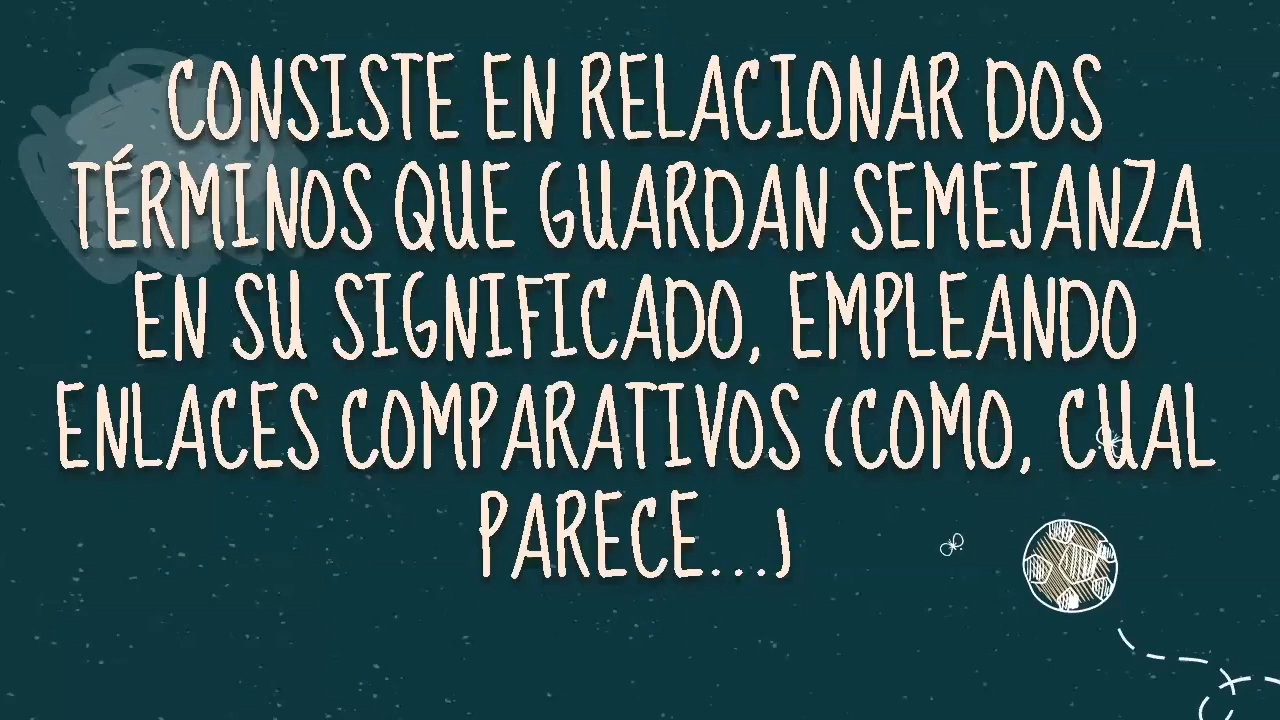 CONSISTE EN RELACIONAR DOS
TÉRMINOS QUE GUARDAN SEMEJANZA
EN SU SIGNIFICADO, EMPLEANDO
ENLACES COMPARATIVOS (COMO, CUAL
PARECE...)